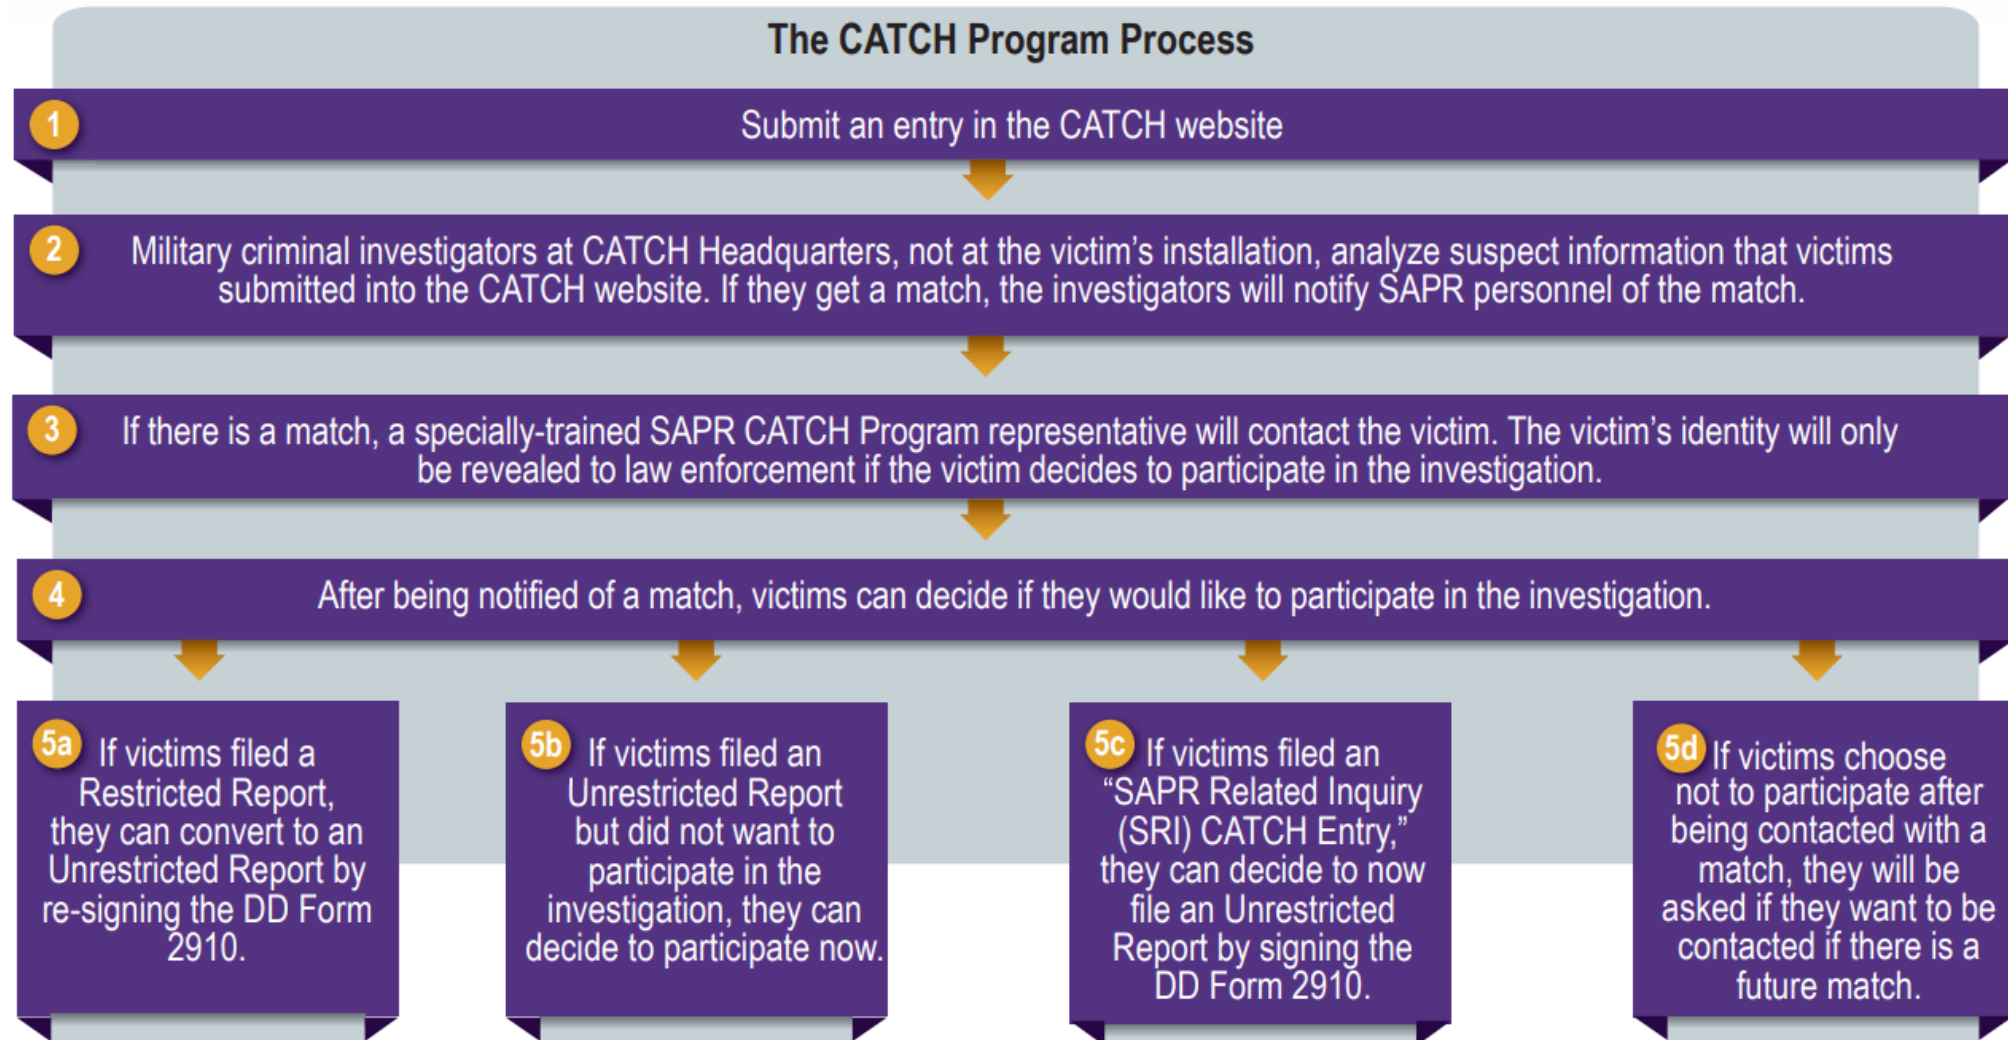 The CATCH Program Process
1
Submit an entry in the CATCH website
2
Military criminal investigators at CATCH Headquarters, not at the victim’s installation, analyze suspect information that victims
submitted into the CATCH website. If they get a match, the investigators will notify SAPR personnel of the match.
3
If there is a match, a specially-trained SAPR CATCH Program representative will contact the victim. The victim’s identity will only
be revealed to law enforcement if the victim decides to participate in the investigation.
4
After being notified of a match, victims can decide if they would like to participate in the investigation.
5a
If victims filed a
Restricted Report,
they can convert to an
Unrestricted Report by
re-signing the DD Form
2910.
5b
If victims filed an
Unrestricted Report
but did not want to
participate in the
investigation, they can
decide to participate now.
5c
If victims filed an
“SAPR Related Inquiry
(SRI) CATCH Entry,”
they can decide to now
file an Unrestricted
Report by signing the
DD Form 2910.
5d
If victims choose
not to participate after
being contacted with a
match, they will be
asked if they want to be
contacted if there is a
future match.